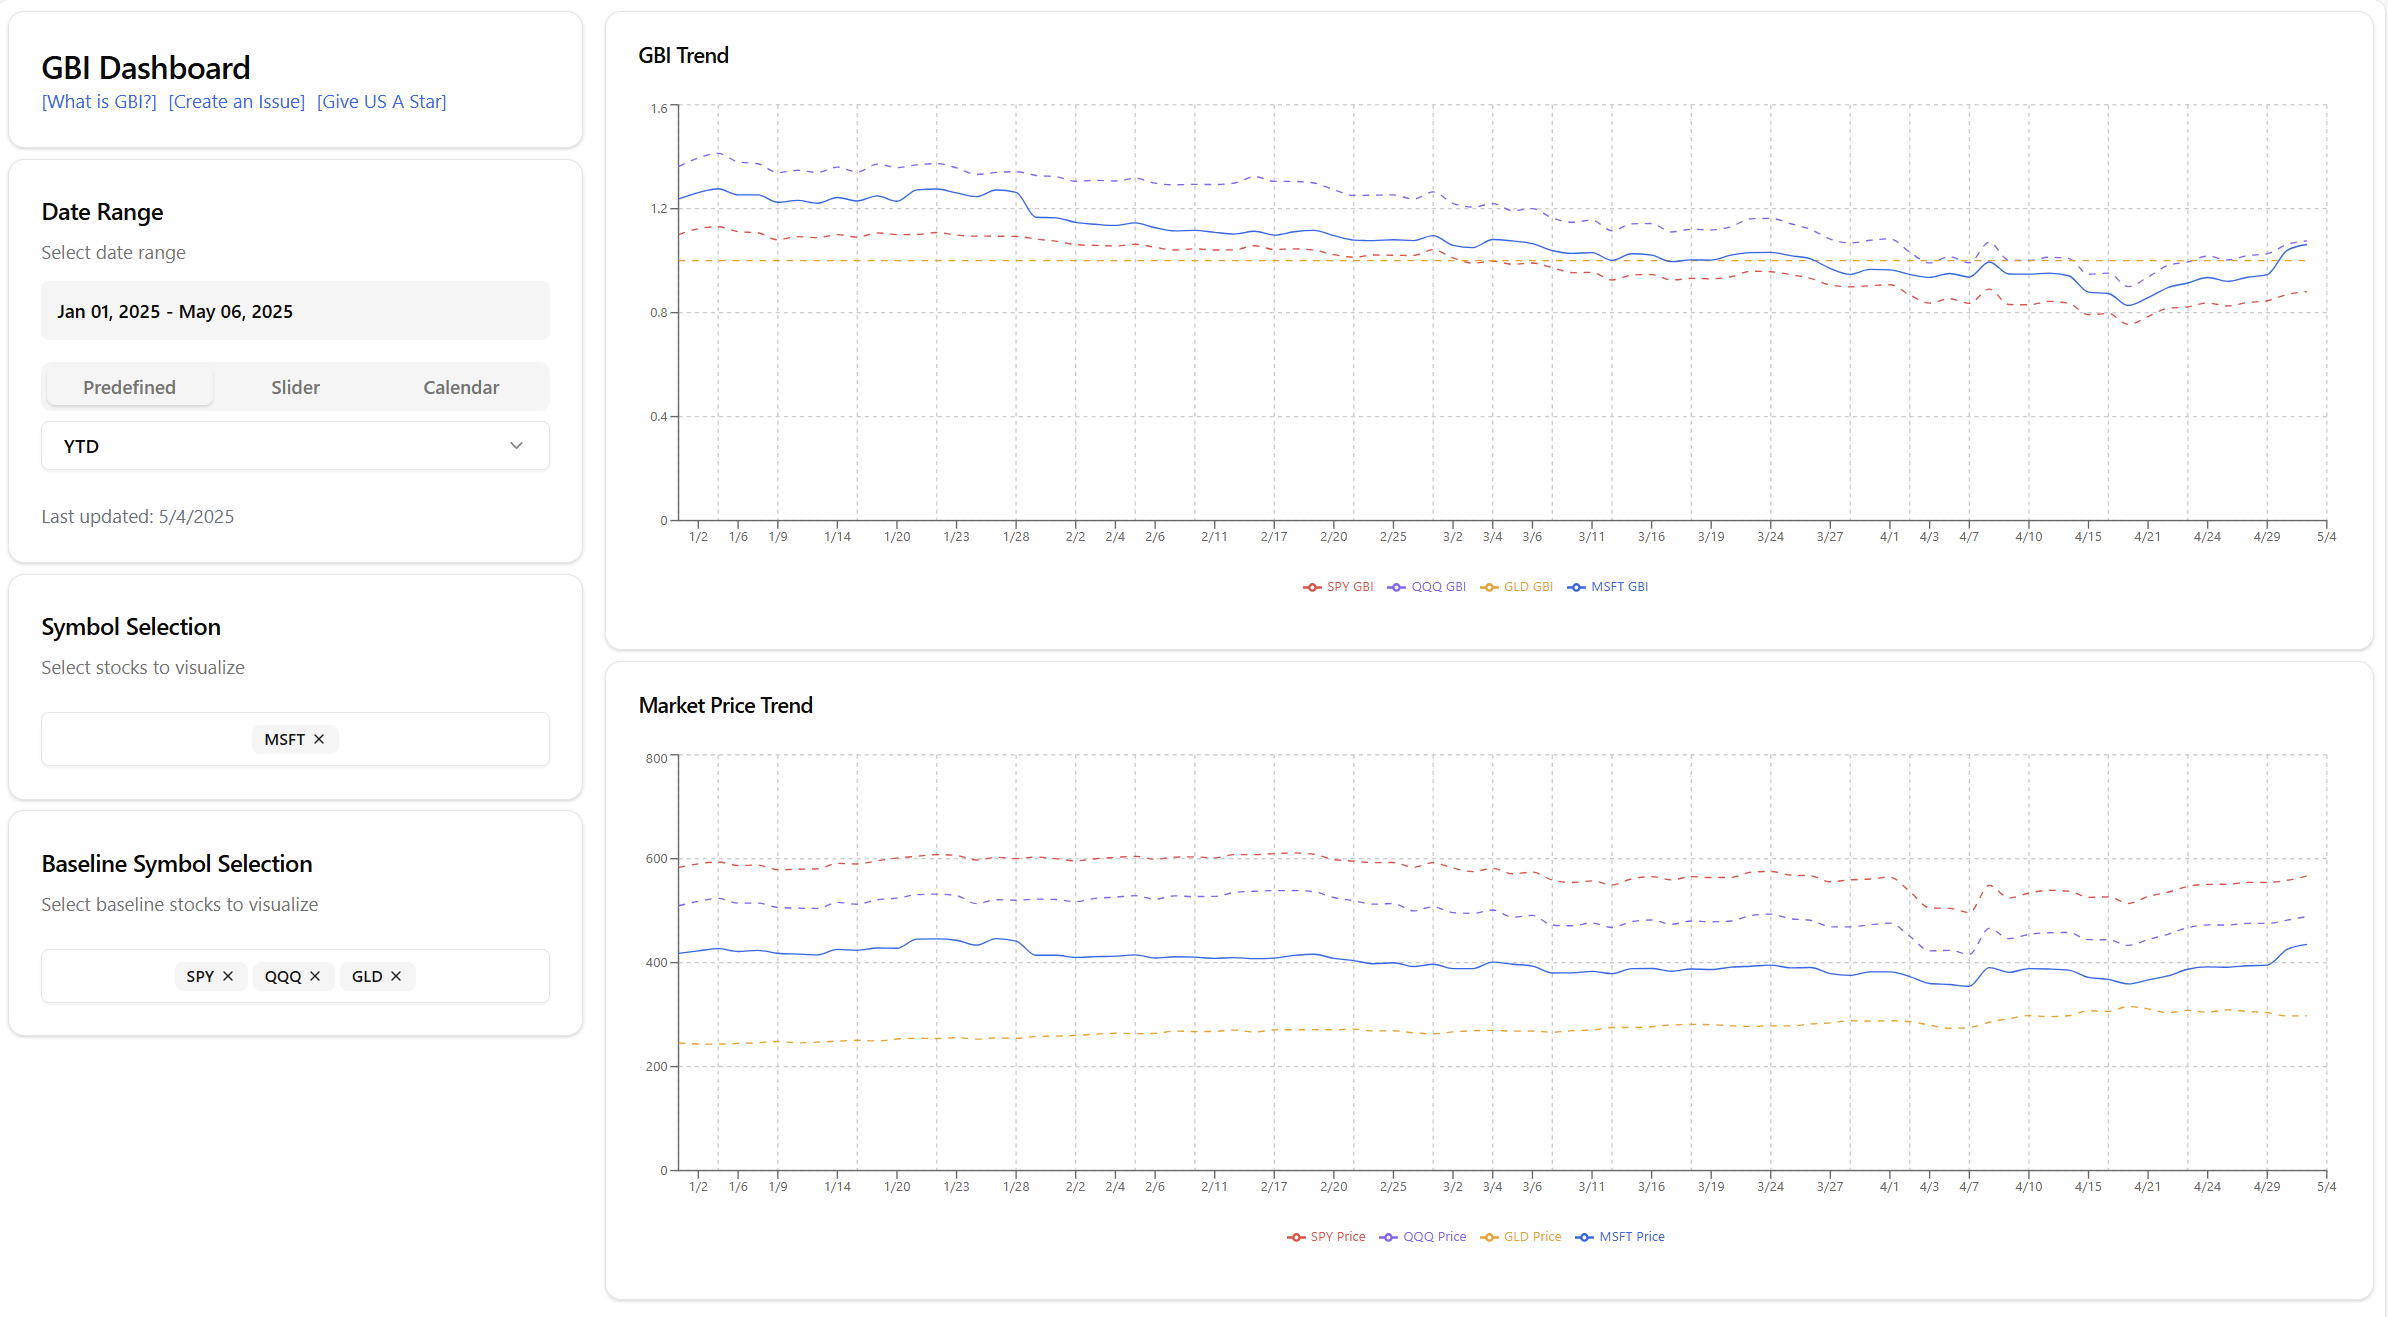 GBI Dashboard
[What is GBI?] [Create an Issue] [Give US A Star]
Date Range
Select date range
Jan 01, 2025 - May 06, 2025
Predefined Slider Calendar
YTD
Last updated: 5/4/2025
Symbol Selection
Select stocks to visualize
MSFT ×
Baseline Symbol Selection
Select baseline stocks to visualize
SPY × QQQ × GLD ×
GBI Trend
1.6
1.2
0.8
0.4
0
1/2 1/6 1/9 1/14 1/20 1/23 1/28 2/2 2/4 2/6 2/11 2/17 2/20 2/25 3/2 3/4 3/6 3/11 3/16 3/19 3/24 3/27 4/1 4/3 4/7 4/10 4/15 4/21 4/24 4/29 5/4
SPY GBI QQQ GBI GLD GBI MSFT GBI
Market Price Trend
800
600
400
200
0
1/2 1/6 1/9 1/14 1/20 1/23 1/28 2/2 2/4 2/6 2/11 2/17 2/20 2/25 3/2 3/4 3/6 3/11 3/16 3/19 3/24 3/27 4/1 4/3 4/7 4/10 4/15 4/21 4/24 4/29 5/4
SPY Price QQQ Price GLD Price MSFT Price